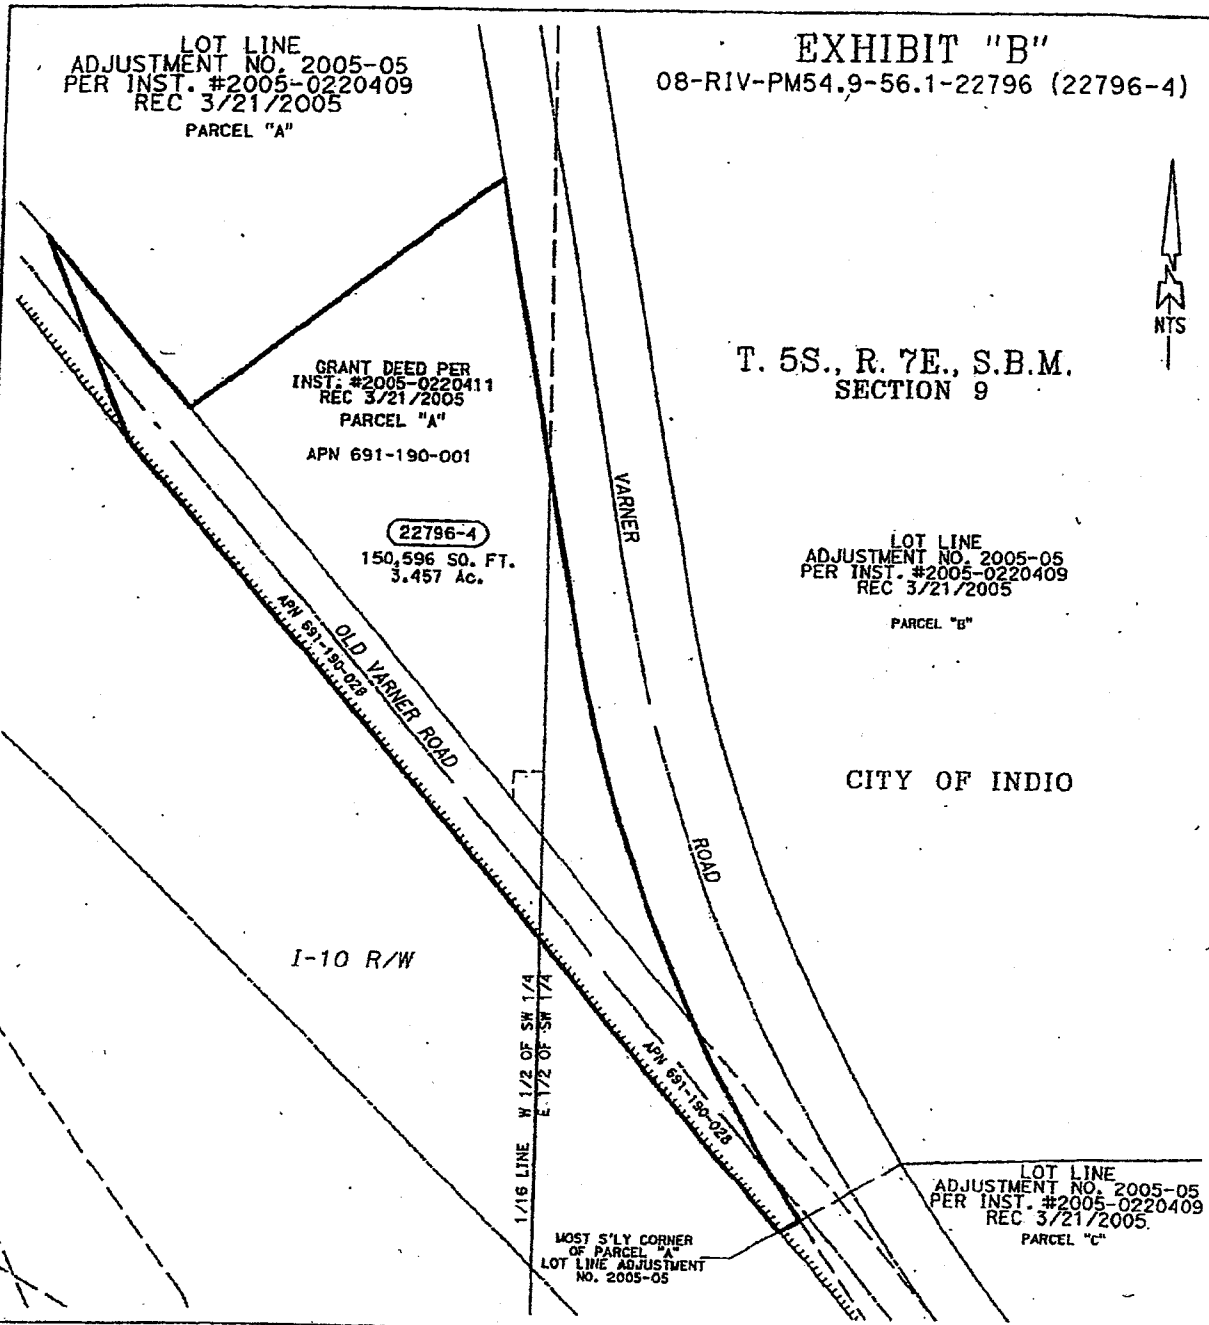 LOT LINE
ADJUSTMENT NO. 2005-05
PER INST. #2005-0220409
REC 3/21/2005
PARCEL "A"
EXHIBIT "B"
08-RIV-PM54.9-56.1-22796 (22796-4)
N
NTS
T. 5S., R. 7E., S.B.M.
SECTION 9
GRANT DEED PER
INST. #2005-0220411
REC 3/21/2005
PARCEL "A"
APN 691-190-001
22796-4
150,596 SQ. FT.
3.457 Ac.
VARNER
ROAD
LOT LINE
ADJUSTMENT NO. 2005-05
PER INST. #2005-0220409
REC 3/21/2005
PARCEL "B"
APN 691-190-028
OLD VARNER ROAD
CITY OF INDIO
I-10 R/W
1/16 LINE W 1/2 OF SW 1/4
E 1/2 OF SW 1/4
APN 691-190-028
MOST S'LY CORNER
OF PARCEL "A"
LOT LINE ADJUSTMENT
NO. 2005-05
LOT LINE
ADJUSTMENT NO. 2005-05
PER INST. #2005-0220409
REC 3/21/2005
PARCEL "C"